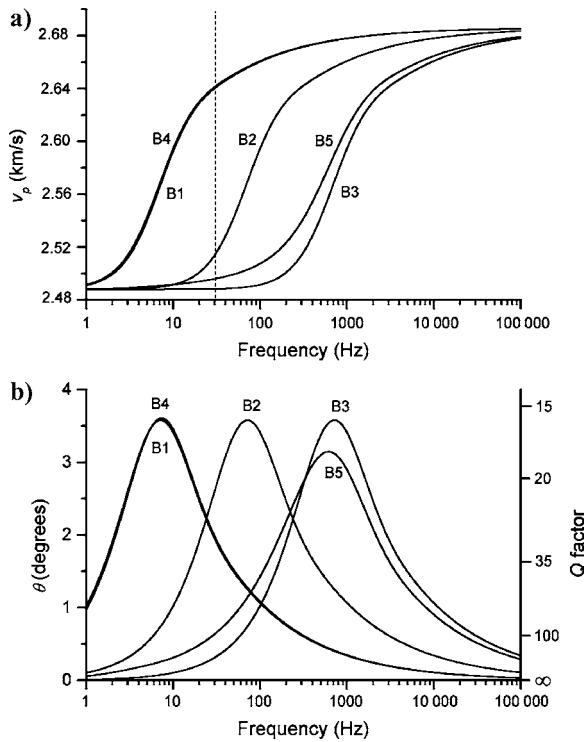 a)
2.68
2.64
2.60
2.56
2.52
2.48
v_p (km/s)
B4
B1
B2
B5
B3
1 10 100 1000 10 000 100 000
Frequency (Hz)
b)
4
3
2
1
0
θ (degrees)
B4
B1
B2
B3
B5
15
20
35
100
∞
Q factor
1 10 100 1000 10 000 100 000
Frequency (Hz)